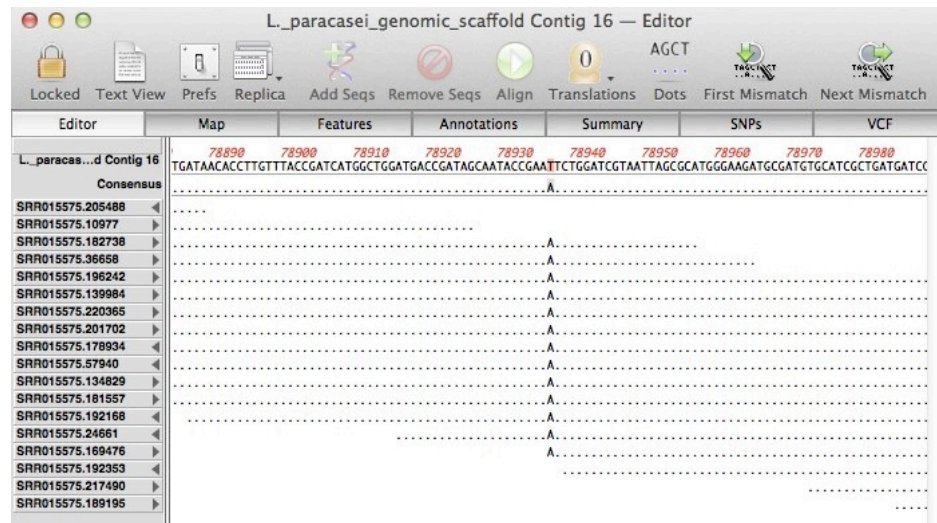 L._paracasei_genomic_scaffold Contig 16 — Editor
0 AGCT
TAGCTACT
Locked Text View Prefs Replica Add Seqs Remove Seqs Align Translations Dots First Mismatch Next Mismatch
Editor Map Features Annotations Summary SNPs VCF
78890 78900 78910 78920 78930 78940 78950 78960 78970 78980
L._paracas...d Contig 16 TGATAACACCTTGTTTACCGATCATGGCTGGATGACCGATAGCAATACCGAATTCTGGATCGTAATTAGCGCATGGGAAGATGCGATGTGCATCGCTGATGATCC
Consensus A
SRR015575.205488
SRR015575.10977
SRR015575.182738 A
SRR015575.36658 A
SRR015575.196242 A
SRR015575.139984 A
SRR015575.220365 A
SRR015575.201702 A
SRR015575.178934 A
SRR015575.57940 A
SRR015575.134829 A
SRR015575.181557 A
SRR015575.192168 A
SRR015575.24661 A
SRR015575.169476 A
SRR015575.192353
SRR015575.217490
SRR015575.189195